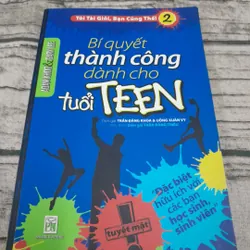 Tôi Tài Giỏi, Bạn Cũng Thế! 2
Bí quyết
thành công
dành cho
tuổi TEEN
TRẦN ĐĂNG KHOA & UÔNG XUÂN VY
tuyệt mật
"Đặc biệt
hữu ích với
các bạn
học sinh,
sinh viên"
PN